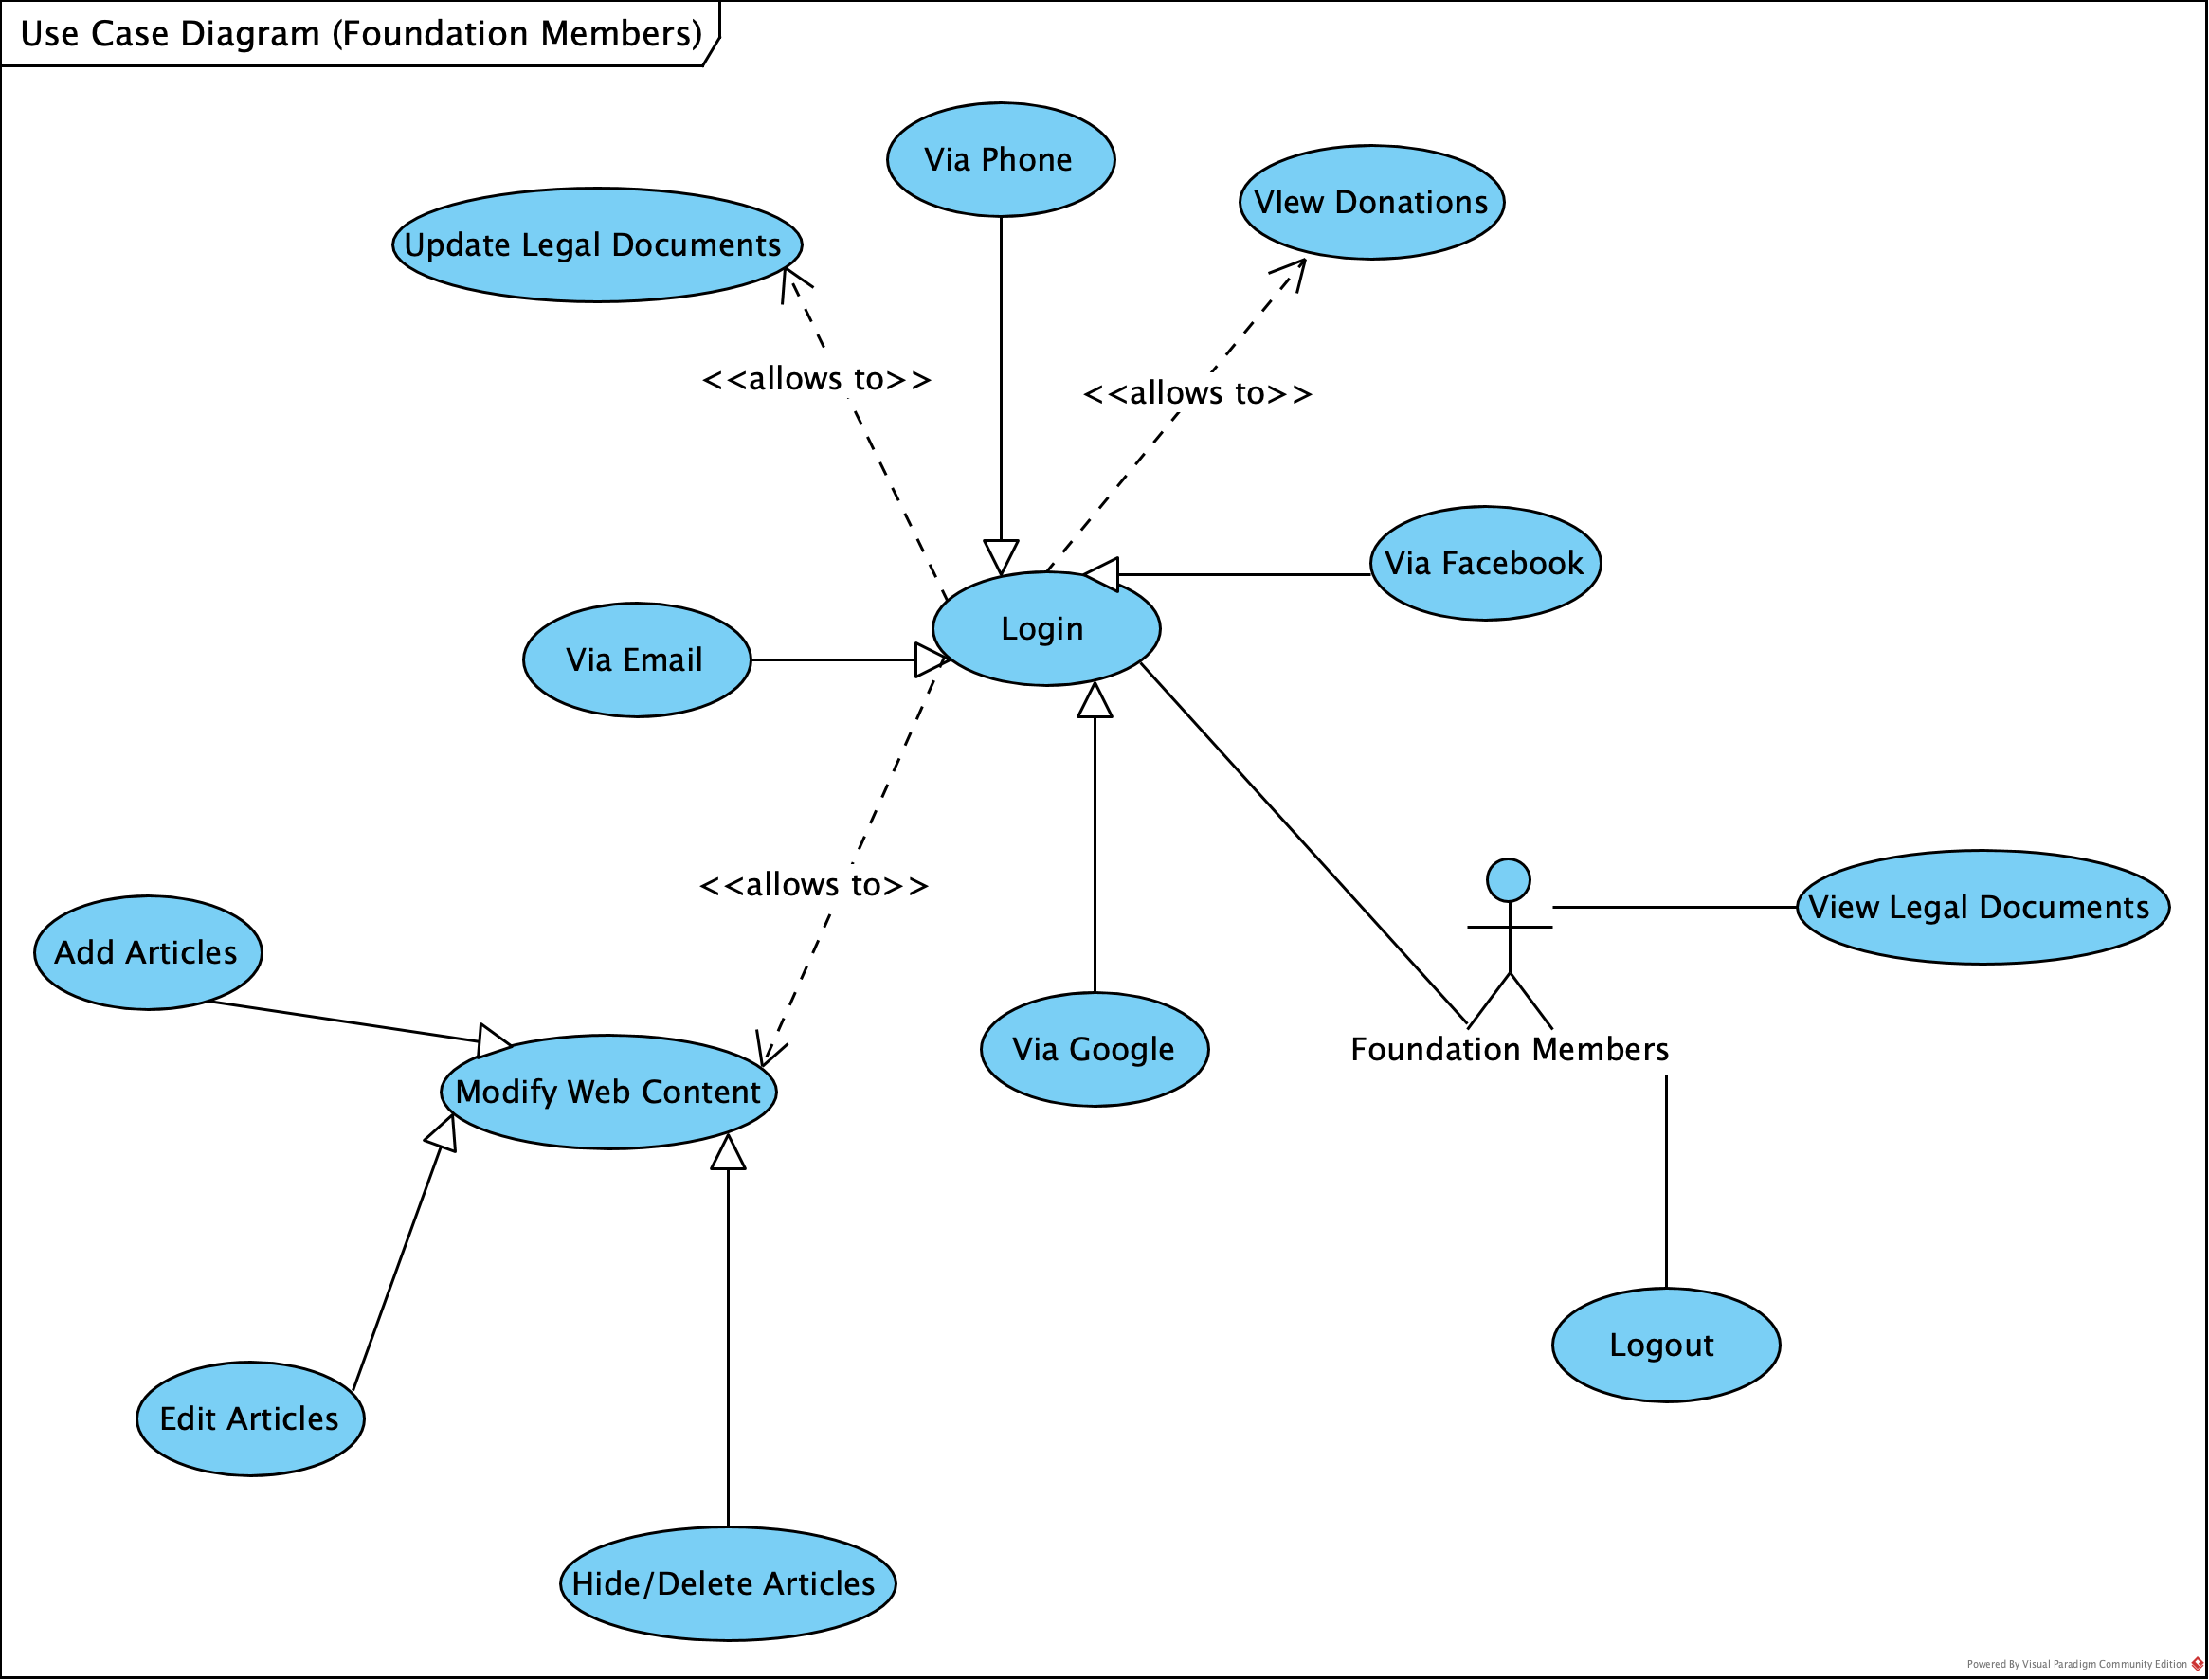 Use Case Diagram (Foundation Members)
Via Phone
VIew Donations
Update Legal Documents
<<allows to>>
<<allows to>>
Via Facebook
Login
Via Email
<<allows to>>
View Legal Documents
Add Articles
Via Google
Foundation Members
Modify Web Content
Logout
Edit Articles
Hide/Delete Articles
Powered By Visual Paradigm Community Edition